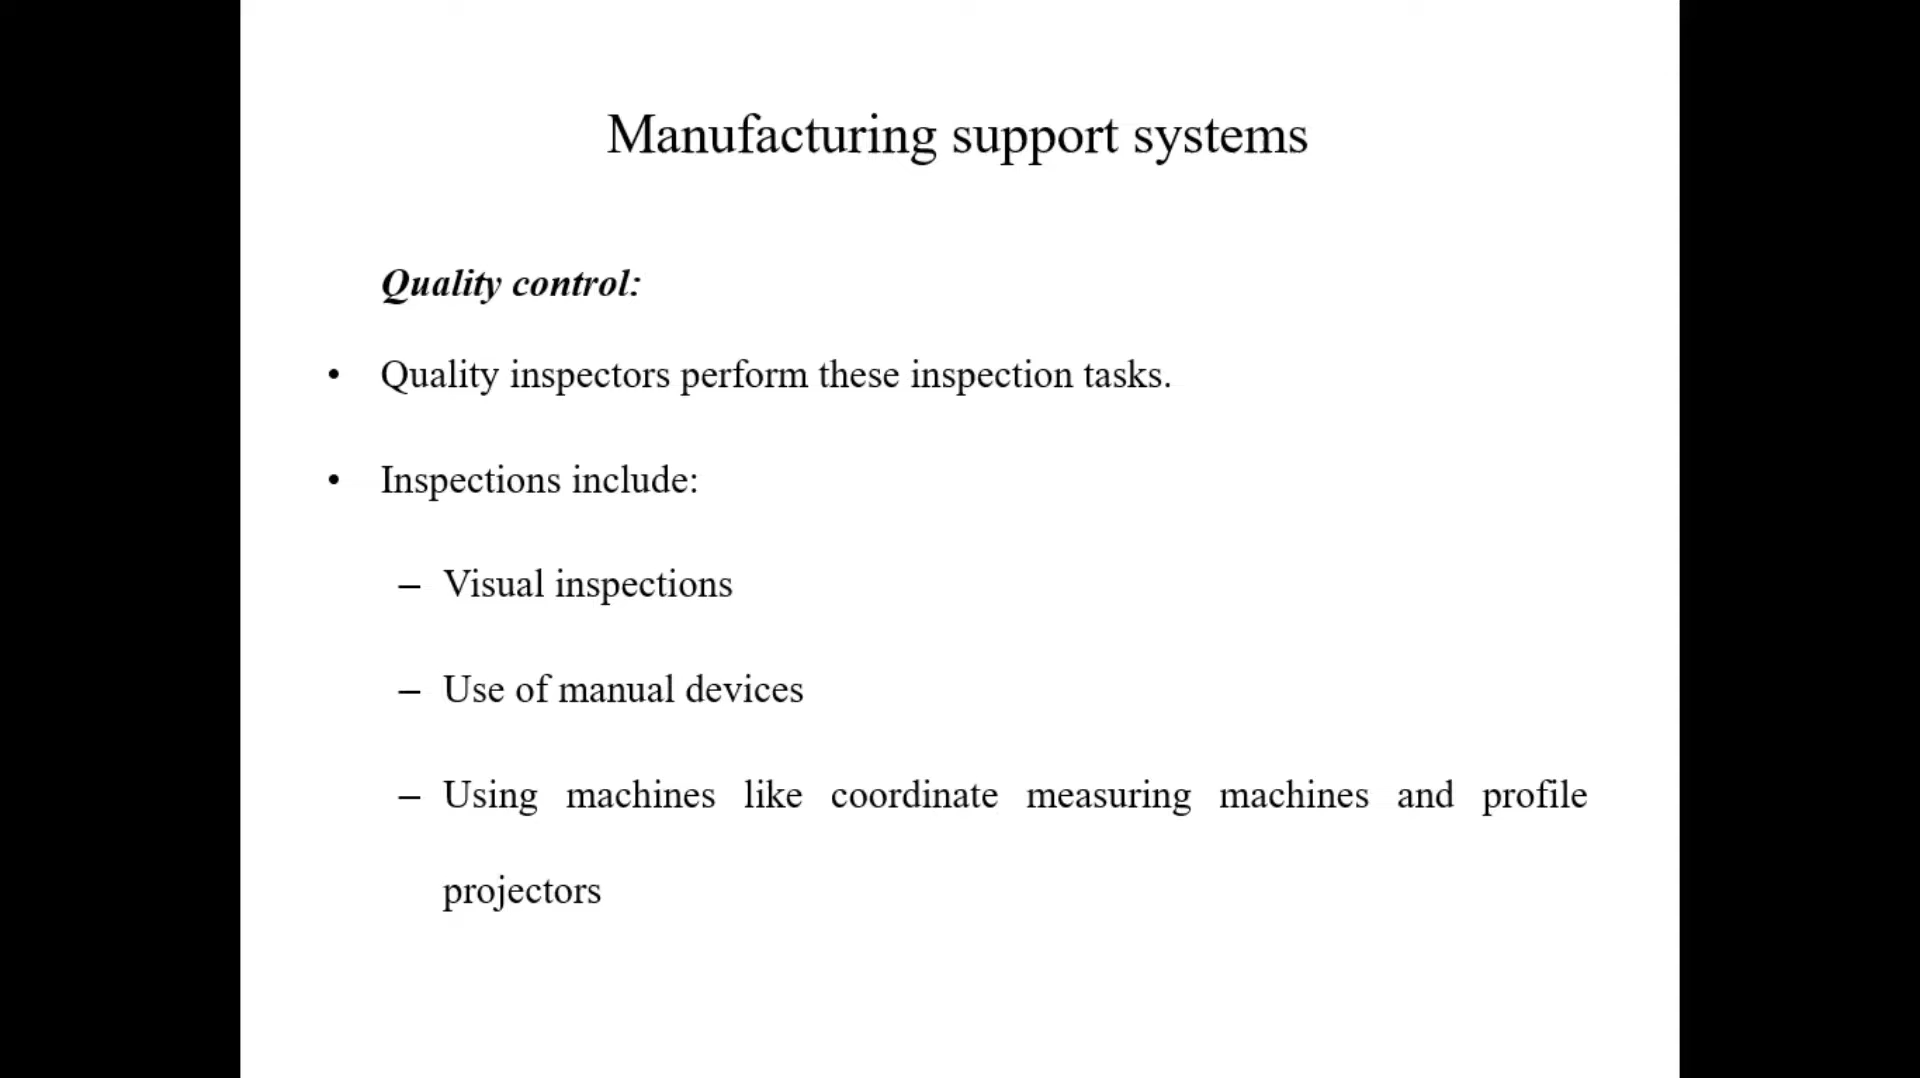 Manufacturing support systems
Quality control:
• Quality inspectors perform these inspection tasks.
• Inspections include:
– Visual inspections
– Use of manual devices
– Using machines like coordinate measuring machines and profile
projectors